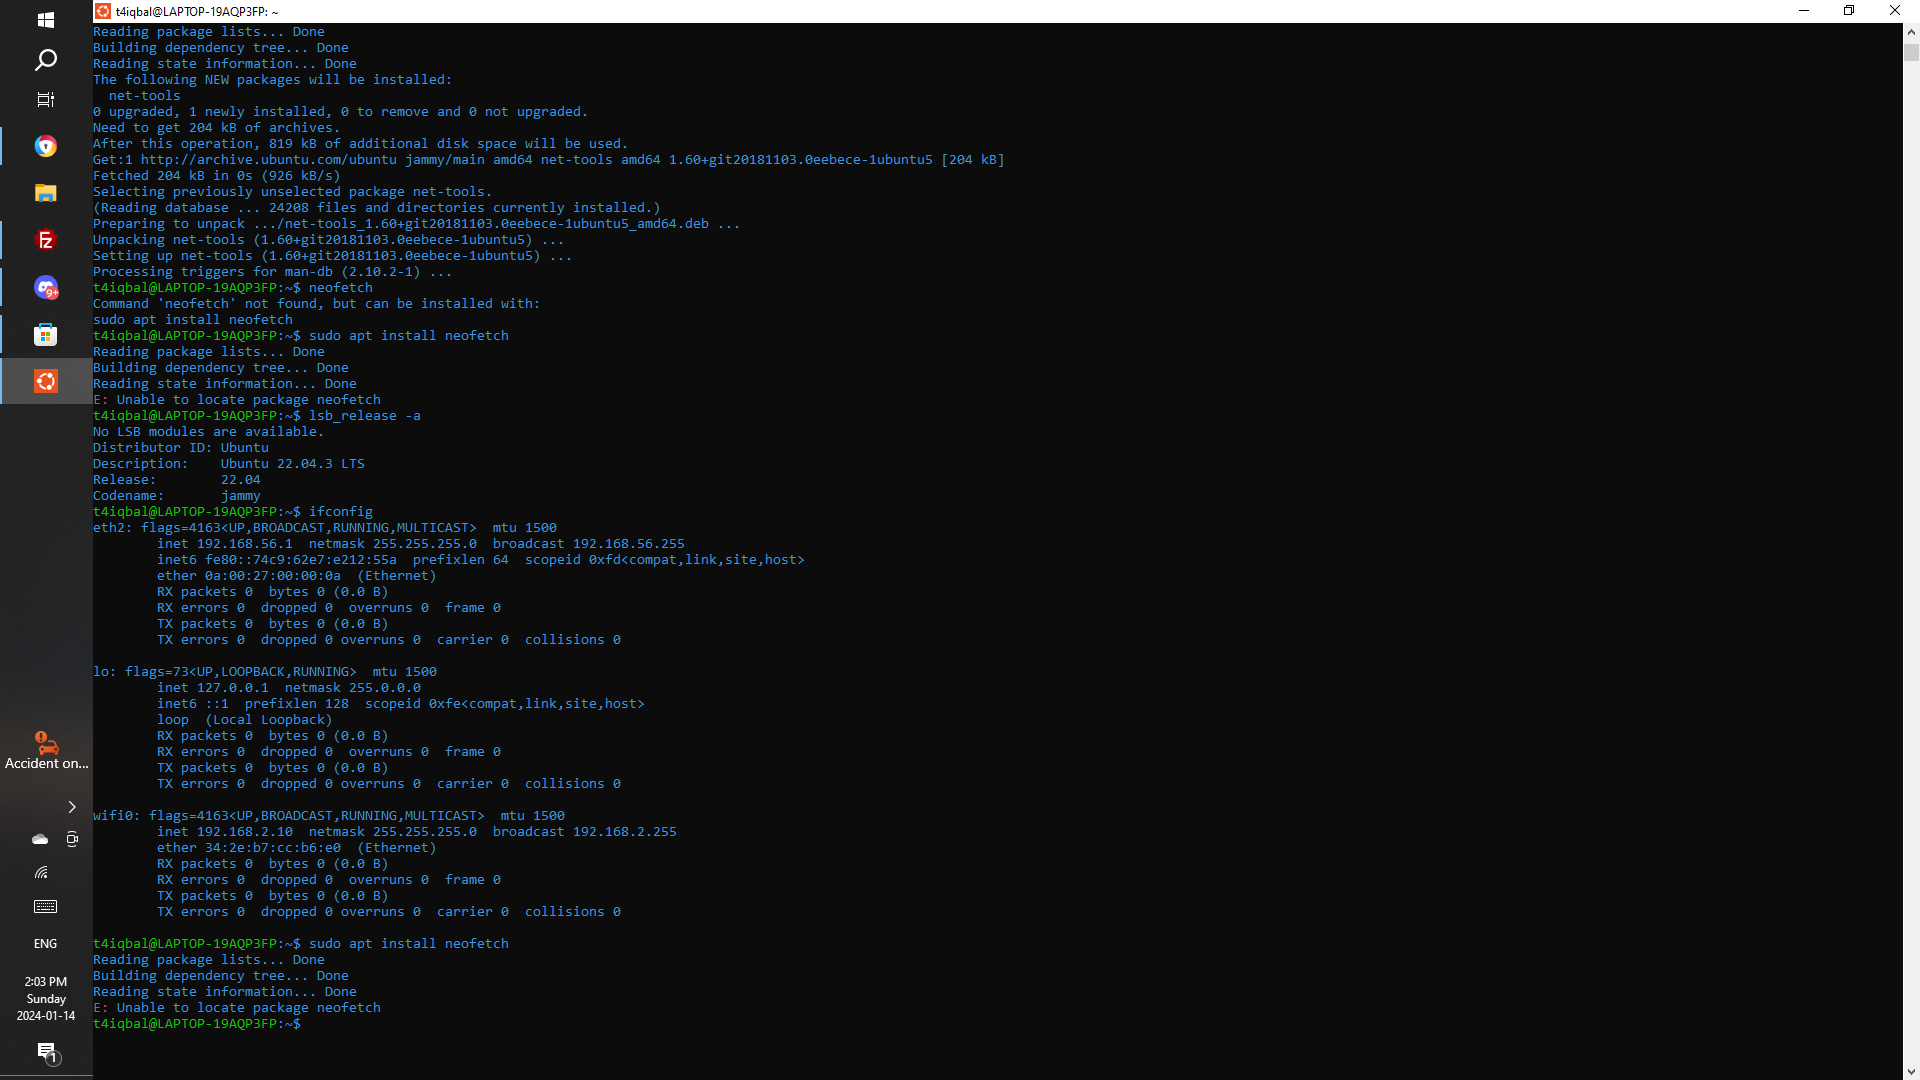 t4iqbal@LAPTOP-19AQP3FP: ~
Reading package lists... Done
Building dependency tree... Done
Reading state information... Done
The following NEW packages will be installed:
  net-tools
0 upgraded, 1 newly installed, 0 to remove and 0 not upgraded.
Need to get 204 kB of archives.
After this operation, 819 kB of additional disk space will be used.
Get:1 http://archive.ubuntu.com/ubuntu jammy/main amd64 net-tools amd64 1.60+git20181103.0eebece-1ubuntu5 [204 kB]
Fetched 204 kB in 0s (926 kB/s)
Selecting previously unselected package net-tools.
(Reading database ... 24208 files and directories currently installed.)
Preparing to unpack .../net-tools_1.60+git20181103.0eebece-1ubuntu5_amd64.deb ...
Unpacking net-tools (1.60+git20181103.0eebece-1ubuntu5) ...
Setting up net-tools (1.60+git20181103.0eebece-1ubuntu5) ...
Processing triggers for man-db (2.10.2-1) ...
t4iqbal@LAPTOP-19AQP3FP:~$ neofetch
Command 'neofetch' not found, but can be installed with:
sudo apt install neofetch
t4iqbal@LAPTOP-19AQP3FP:~$ sudo apt install neofetch
Reading package lists... Done
Building dependency tree... Done
Reading state information... Done
E: Unable to locate package neofetch
t4iqbal@LAPTOP-19AQP3FP:~$ lsb_release -a
No LSB modules are available.
Distributor ID: Ubuntu
Description:    Ubuntu 22.04.3 LTS
Release:        22.04
Codename:       jammy
t4iqbal@LAPTOP-19AQP3FP:~$ ifconfig
eth2: flags=4163<UP,BROADCAST,RUNNING,MULTICAST>  mtu 1500
        inet 192.168.56.1  netmask 255.255.255.0  broadcast 192.168.56.255
        inet6 fe80::74c9:62e7:e212:55a  prefixlen 64  scopeid 0xfd<compat,link,site,host>
        ether 0a:00:27:00:00:0a  (Ethernet)
        RX packets 0  bytes 0 (0.0 B)
        RX errors 0  dropped 0  overruns 0  frame 0
        TX packets 0  bytes 0 (0.0 B)
        TX errors 0  dropped 0 overruns 0  carrier 0  collisions 0
lo: flags=73<UP,LOOPBACK,RUNNING>  mtu 1500
        inet 127.0.0.1  netmask 255.0.0.0
        inet6 ::1  prefixlen 128  scopeid 0xfe<compat,link,site,host>
        loop  (Local Loopback)
        RX packets 0  bytes 0 (0.0 B)
        RX errors 0  dropped 0  overruns 0  frame 0
        TX packets 0  bytes 0 (0.0 B)
        TX errors 0  dropped 0 overruns 0  carrier 0  collisions 0
wifi0: flags=4163<UP,BROADCAST,RUNNING,MULTICAST>  mtu 1500
        inet 192.168.2.10  netmask 255.255.255.0  broadcast 192.168.2.255
        ether 34:2e:b7:cc:b6:e0  (Ethernet)
        RX packets 0  bytes 0 (0.0 B)
        RX errors 0  dropped 0  overruns 0  frame 0
        TX packets 0  bytes 0 (0.0 B)
        TX errors 0  dropped 0 overruns 0  carrier 0  collisions 0
t4iqbal@LAPTOP-19AQP3FP:~$ sudo apt install neofetch
Reading package lists... Done
Building dependency tree... Done
Reading state information... Done
E: Unable to locate package neofetch
t4iqbal@LAPTOP-19AQP3FP:~$
Fz
9+
Accident on...
ENG
2:03 PM
Sunday
2024-01-14
1